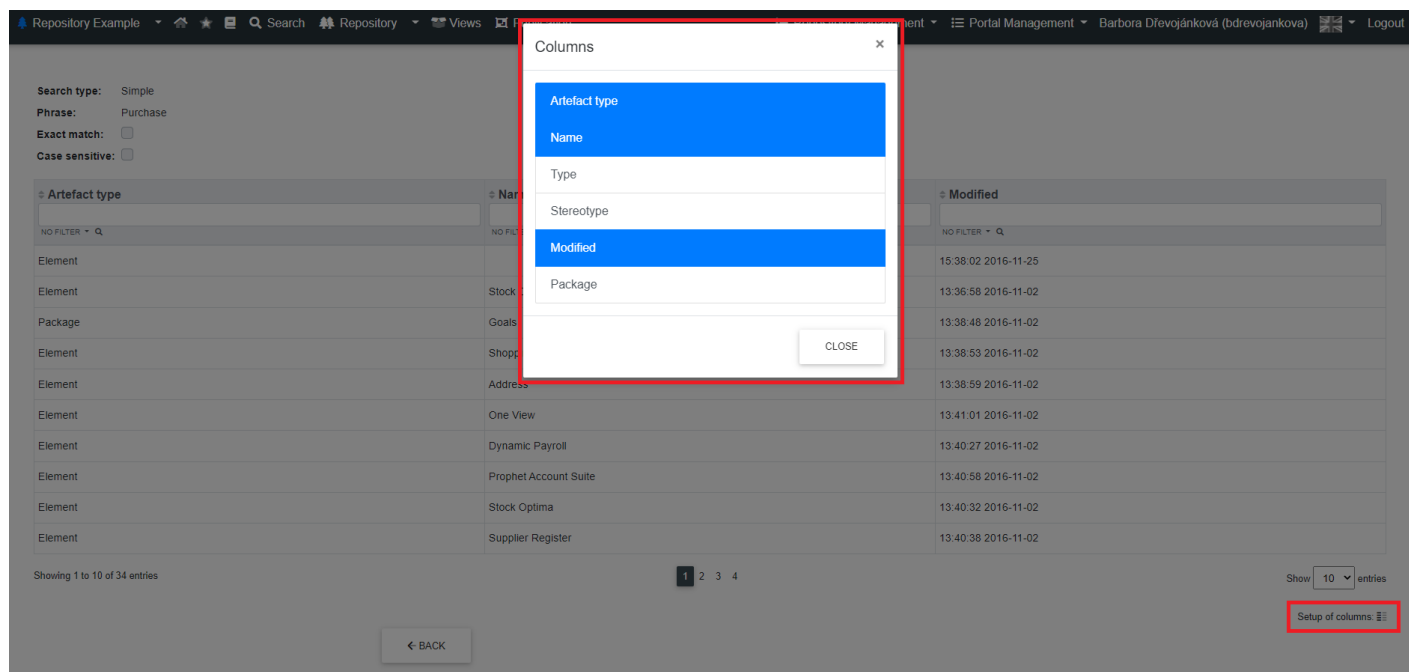 Repository Example Search Repository Views Portal Management Barbora Dřevojánková (bdrevojankova) Logout
Columns ×
Search type: Simple
Phrase: Purchase
Exact match:
Case sensitive:
Artefact type
Name
Type
Stereotype
Modified
Package
CLOSE
Artefact type Modified
NO FILTER NO FILTER
Element 15:38:02 2016-11-25
Element Stock 13:36:58 2016-11-02
Package Goals 13:38:48 2016-11-02
Element 13:38:53 2016-11-02
Element Address 13:38:59 2016-11-02
Element One View 13:41:01 2016-11-02
Element Dynamic Payroll 13:40:27 2016-11-02
Element Prophet Account Suite 13:40:58 2016-11-02
Element Stock Optima 13:40:32 2016-11-02
Element Supplier Register 13:40:38 2016-11-02
Showing 1 to 10 of 34 entries 1 2 3 4 Show 10 entries
Setup of columns:
BACK